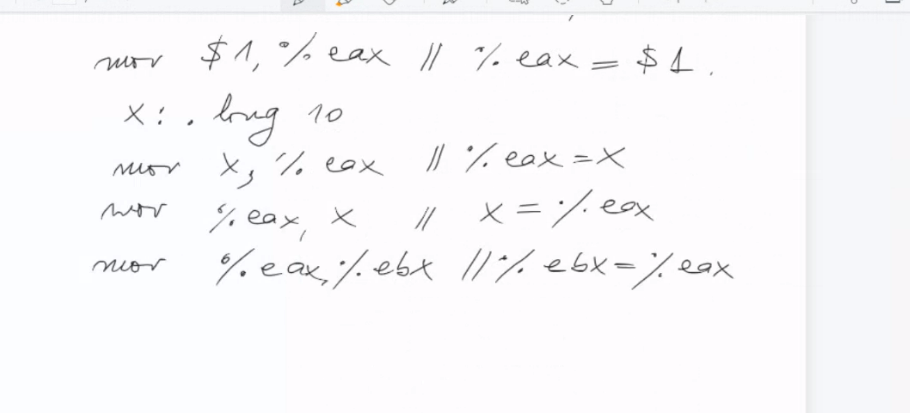 mov $1, %eax // %eax = $1.
x: .long 10
mov x, %eax // %eax = x
mov %eax, x // x = %eax
mov %eax, %ebx // %ebx = %eax